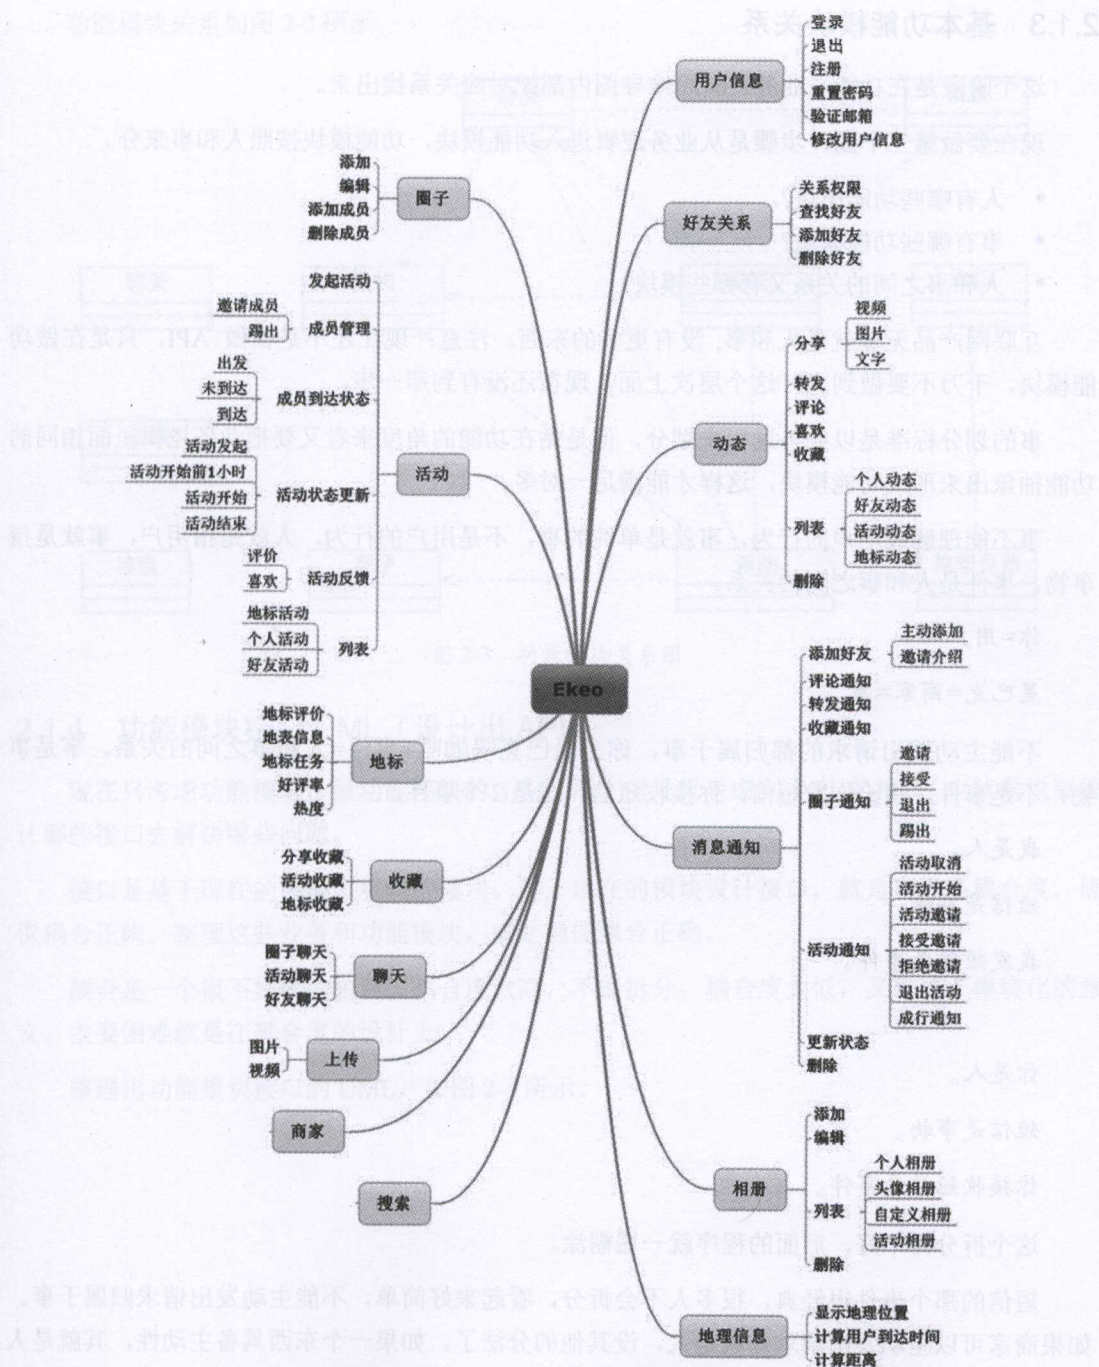 用户信息
登录
退出
注册
重置密码
验证邮箱
修改用户信息
好友关系
关系权限
查找好友
添加好友
删除好友
动态
分享
视频
图片
文字
转发
评论
喜欢
收藏
列表
个人动态
好友动态
活动动态
地标动态
删除
消息通知
添加好友
主动添加
邀请介绍
评论通知
转发通知
收藏通知
圈子通知
邀请
接受
退出
踢出
活动通知
活动取消
活动开始
活动邀请
接受邀请
拒绝邀请
退出活动
成行通知
更新状态
删除
相册
添加
编辑
列表
个人相册
头像相册
自定义相册
活动相册
删除
地理信息
显示地理位置
计算用户到达时间
计算距离
Ekeo
圈子
添加
编辑
添加成员
删除成员
活动
发起活动
成员管理
邀请成员
踢出
成员到达状态
出发
未到达
到达
活动状态更新
活动发起
活动开始前1小时
活动开始
活动结束
活动反馈
评价
喜欢
列表
地标活动
个人活动
好友活动
地标
地标评价
地表信息
地标任务
好评率
热度
收藏
分享收藏
活动收藏
地标收藏
聊天
圈子聊天
活动聊天
好友聊天
上传
图片
视频
商家
搜索